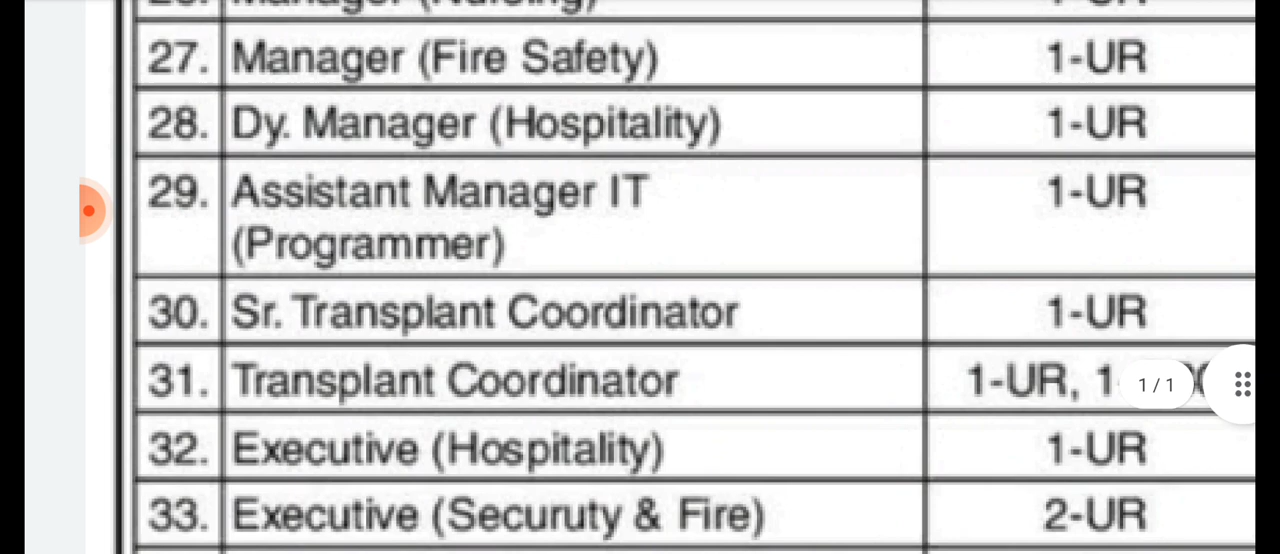 27. Manager (Fire Safety) 1-UR
28. Dy. Manager (Hospitality) 1-UR
29. Assistant Manager IT 1-UR
(Programmer)
30. Sr. Transplant Coordinator 1-UR
31. Transplant Coordinator 1-UR, 1
1 / 1
32. Executive (Hospitality) 1-UR
33. Executive (Securuty & Fire) 2-UR